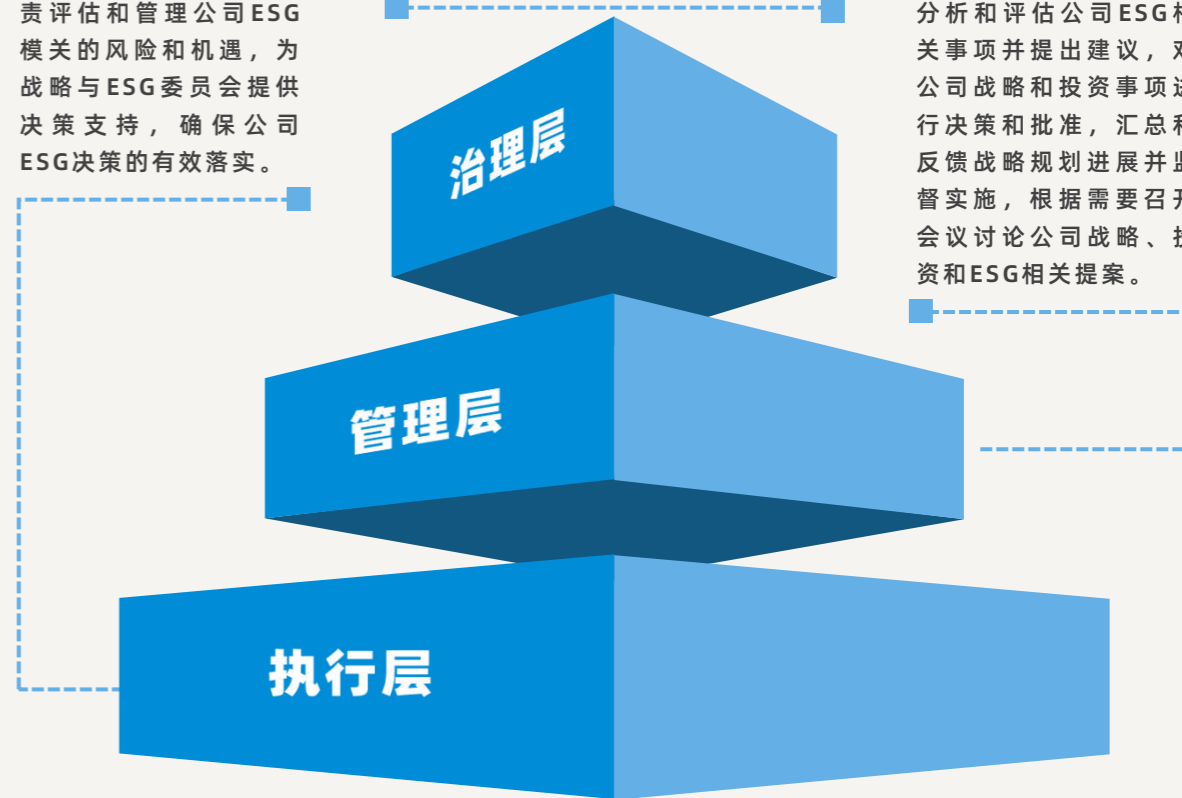 责评估和管理公司ESG
模关的风险和机遇，为
战略与ESG委员会提供
决策支持，确保公司
ESG决策的有效落实。
治理层
管理层
执行层
分析和评估公司ESG
关事项并提出建议，
公司战略和投资事项
行决策和批准，汇总
反馈战略规划进展并
督实施，根据需要召
会议讨论公司战略、
资和ESG相关提案。